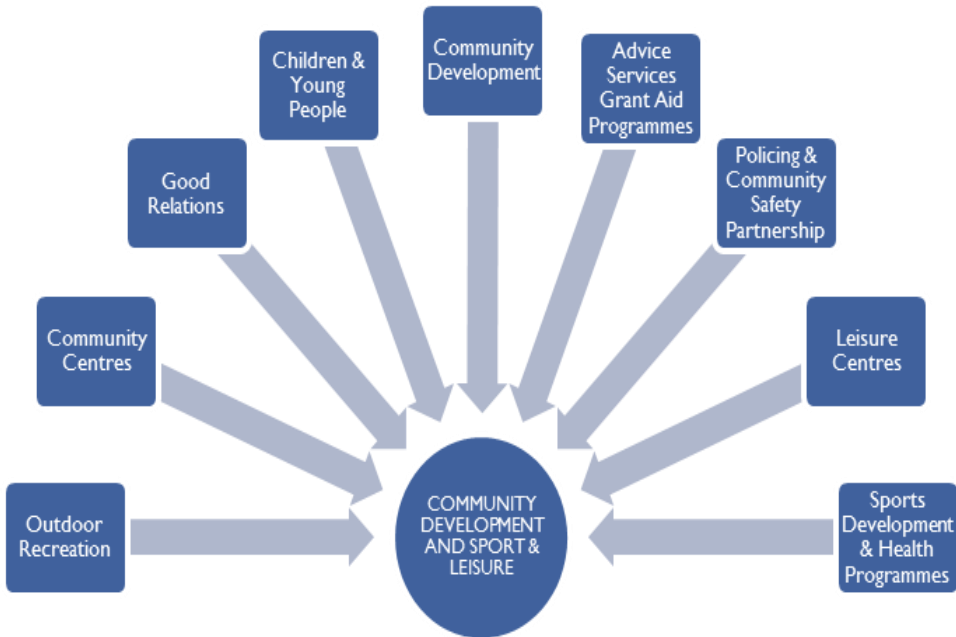 Community
Development
Children &
Young
People
Advice
Services
Grant Aid
Programmes
Good
Relations
Policing &
Community
Safety
Partnership
Community
Centres
Leisure
Centres
Outdoor
Recreation
COMMUNITY
DEVELOPMENT
AND SPORT &
LEISURE
Sports
Development
& Health
Programmes